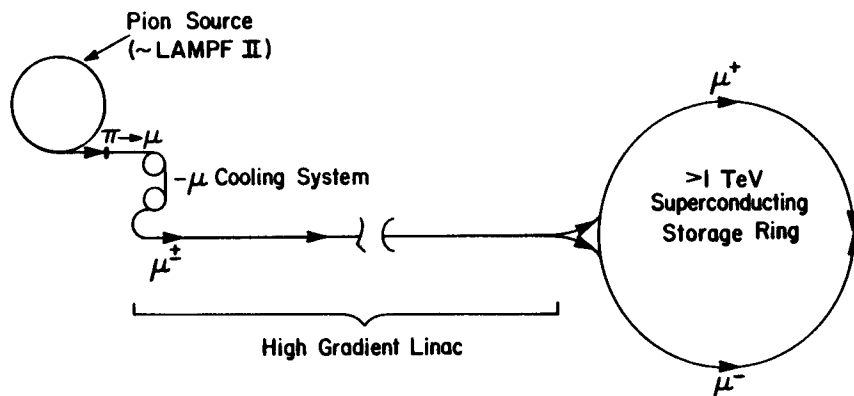 Pion Source
(~LAMPF II)
π→μ
-μ Cooling System
μ±
High Gradient Linac
μ+
>1 TeV
Superconducting
Storage Ring
μ-